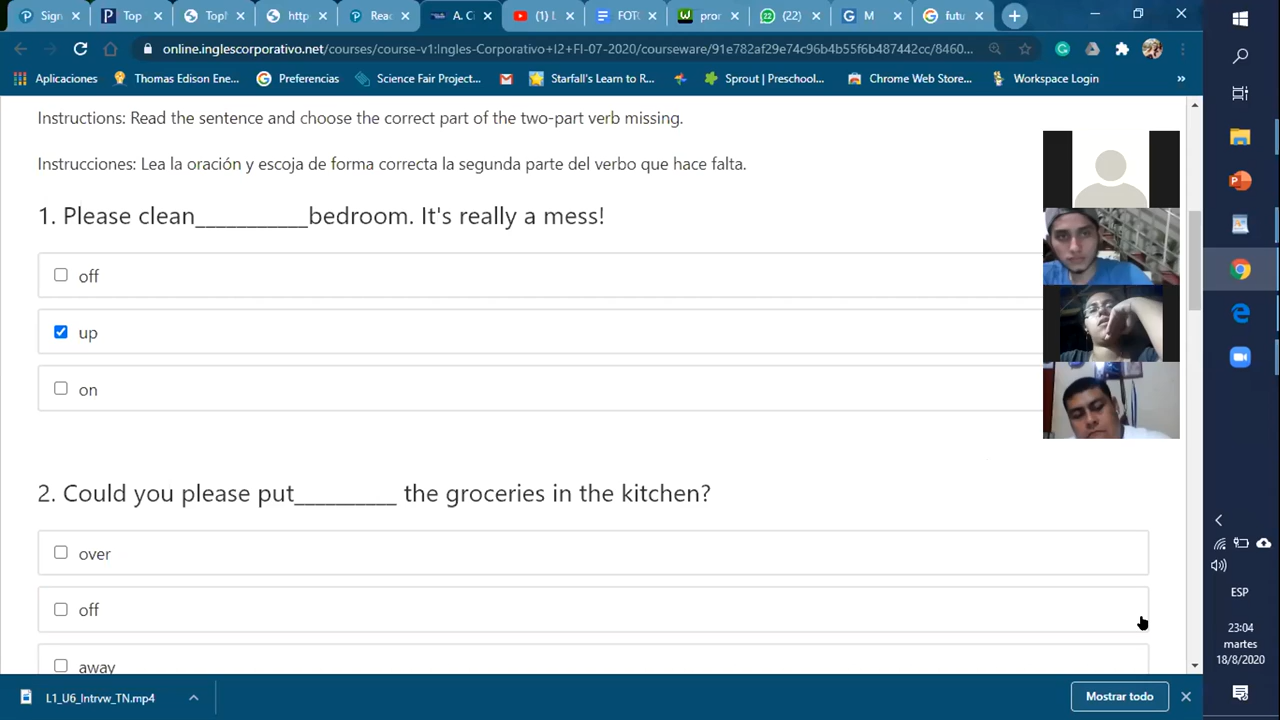 Sign
Top
Topl
http
Rea
A. C
(1) L
FOT
pror
(22)
M
futu
online.inglescorporativo.net/courses/course-v1:Ingles-Corporativo+I2+FI-07-2020/courseware/91e782af29e74c96b4b55f6b487442cc/8460...
Aplicaciones
Thomas Edison Ene...
Preferencias
Science Fair Project...
Starfall's Learn to R...
Sprout | Preschool...
Chrome Web Store...
Workspace Login
»
Instructions: Read the sentence and choose the correct part of the two-part verb missing.
Instrucciones: Lea la oración y escoja de forma correcta la segunda parte del verbo que hace falta.
1. Please clean___________bedroom. It's really a mess!
off
up
on
2. Could you please put_________ the groceries in the kitchen?
over
off
away
L1_U6_Intrvw_TN.mp4
Mostrar todo
ESP
23:04
martes
18/8/2020